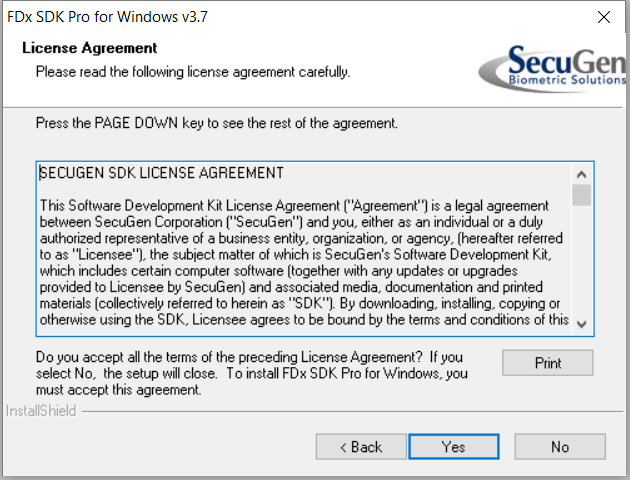 FDx SDK Pro for Windows v3.7
License Agreement
Please read the following license agreement carefully.
SecuGen
Biometric Solutions
Press the PAGE DOWN key to see the rest of the agreement.
SECUGEN SDK LICENSE AGREEMENT
This Software Development Kit License Agreement ("Agreement") is a legal agreement
between SecuGen Corporation ("SecuGen") and you, either as an individual or a duly
authorized representative of a business entity, organization, or agency, (hereafter referred
to as "Licensee"), the subject matter of which is SecuGen's Software Development Kit,
which includes certain computer software (together with any updates or upgrades
provided to Licensee by SecuGen) and associated media, documentation and printed
materials (collectively referred to herein as "SDK"). By downloading, installing, copying or
otherwise using the SDK, Licensee agrees to be bound by the terms and conditions of this
Do you accept all the terms of the preceding License Agreement? If you
select No, the setup will close. To install FDx SDK Pro for Windows, you
must accept this agreement.
Print
InstallShield
< Back
Yes
No